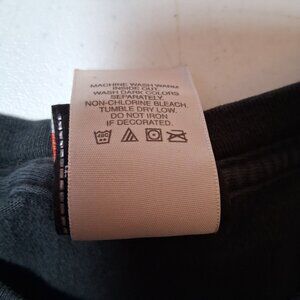 MACHINE WASH WARM
INSIDE OUT
WASH DARK COLORS
SEPARATELY.
NON-CHLORINE BLEACH.
TUMBLE DRY LOW.
DO NOT IRON
IF DECORATED.